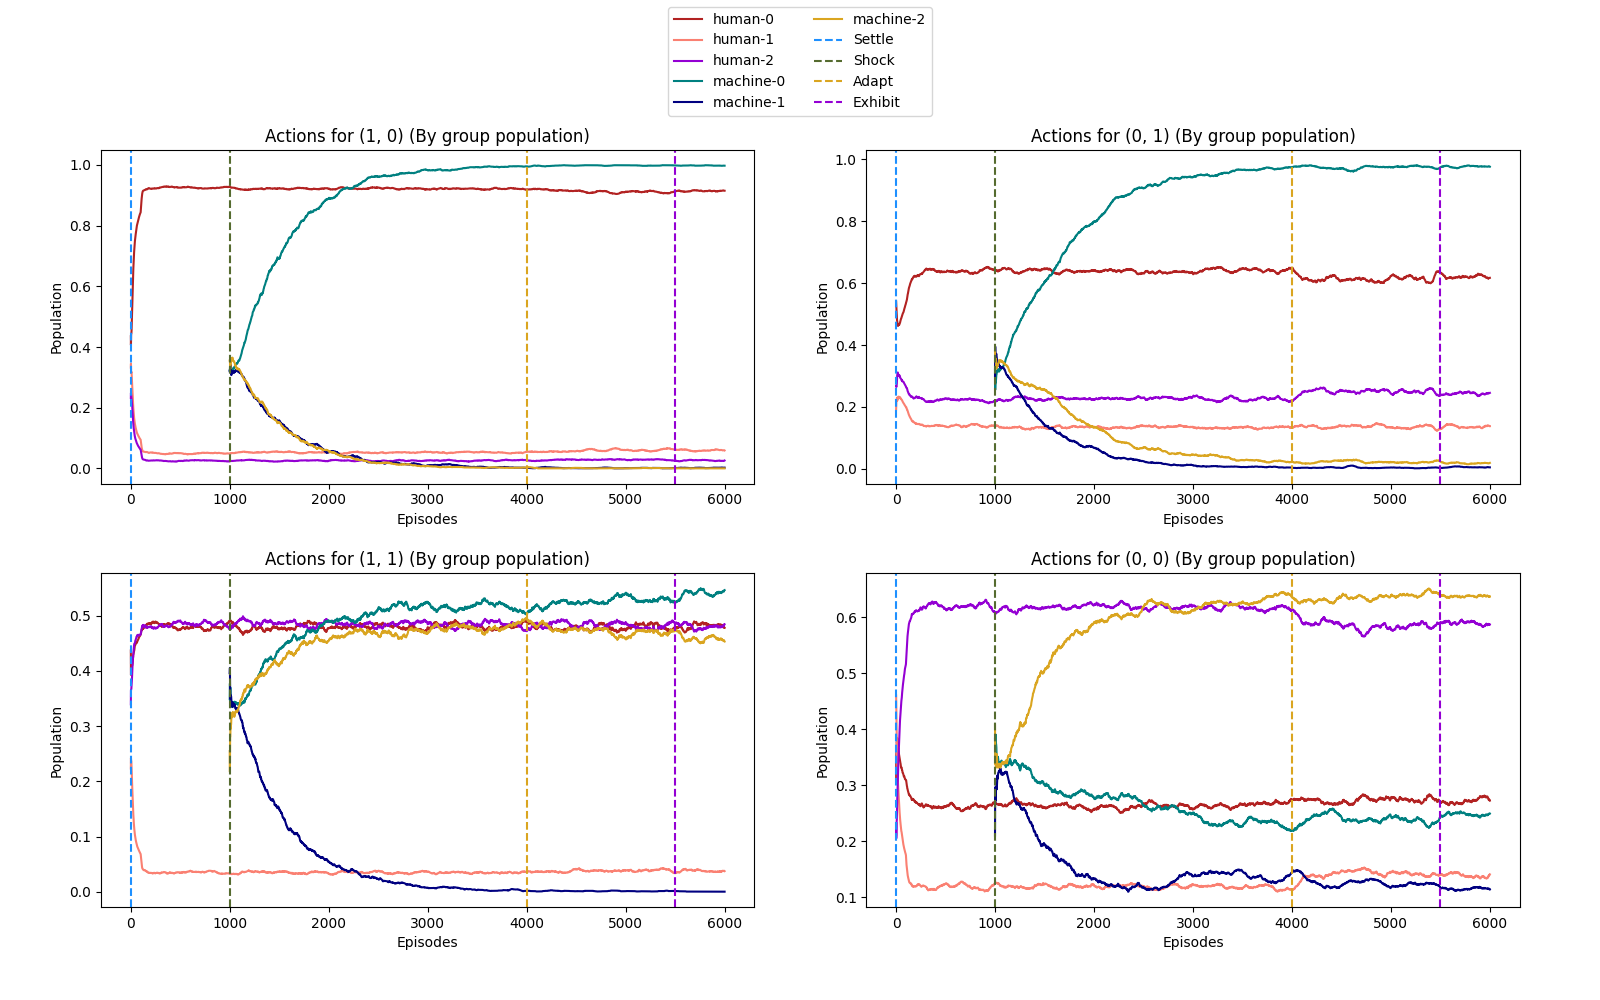 human-0
human-1
human-2
machine-0
machine-1
machine-2
Settle
Shock
Adapt
Exhibit
Actions for (1, 0) (By group population)
Population
1.0
0.8
0.6
0.4
0.2
0.0
0 1000 2000 3000 4000 5000 6000
Episodes
Actions for (0, 1) (By group population)
Population
1.0
0.8
0.6
0.4
0.2
0.0
0 1000 2000 3000 4000 5000 6000
Episodes
Actions for (1, 1) (By group population)
Population
0.5
0.4
0.3
0.2
0.1
0.0
0 1000 2000 3000 4000 5000 6000
Episodes
Actions for (0, 0) (By group population)
Population
0.6
0.5
0.4
0.3
0.2
0.1
0 1000 2000 3000 4000 5000 6000
Episodes